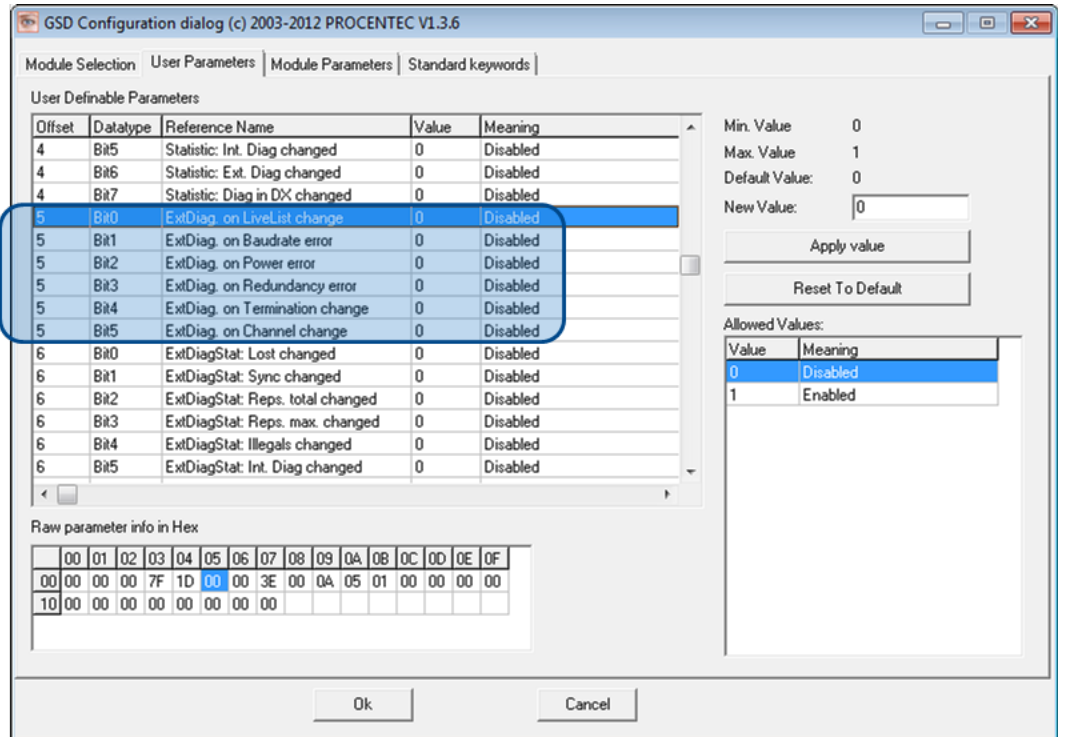 GSD Configuration dialog (c) 2003-2012 PROCENTEC V1.3.6
Module Selection User Parameters Module Parameters Standard keywords
User Definable Parameters
Offset Datatype Reference Name Value Meaning
4 Bit5 Statistic: Int. Diag changed 0 Disabled
4 Bit6 Statistic: Ext. Diag changed 0 Disabled
4 Bit7 Statistic: Diag in DX changed 0 Disabled
5 Bit0 ExtDiag. on LiveList change 0 Disabled
5 Bit1 ExtDiag. on Baudrate error 0 Disabled
5 Bit2 ExtDiag. on Power error 0 Disabled
5 Bit3 ExtDiag. on Redundancy error 0 Disabled
5 Bit4 ExtDiag. on Termination change 0 Disabled
5 Bit5 ExtDiag. on Channel change 0 Disabled
6 Bit0 ExtDiagStat: Lost changed 0 Disabled
6 Bit1 ExtDiagStat: Sync changed 0 Disabled
6 Bit2 ExtDiagStat: Reps. total changed 0 Disabled
6 Bit3 ExtDiagStat: Reps. max. changed 0 Disabled
6 Bit4 ExtDiagStat: Illegals changed 0 Disabled
6 Bit5 ExtDiagStat: Int. Diag changed 0 Disabled
Min. Value 0
Max. Value 1
Default Value: 0
New Value: 0
Apply value
Reset To Default
Allowed Values:
Value Meaning
0 Disabled
1 Enabled
Raw parameter info in Hex
00 01 02 03 04 05 06 07 08 09 0A 0B 0C 0D 0E 0F
00 00 00 00 7F 1D 00 00 3E 00 0A 05 01 00 00 00 00
10 00 00 00 00 00 00 00 00
Ok Cancel